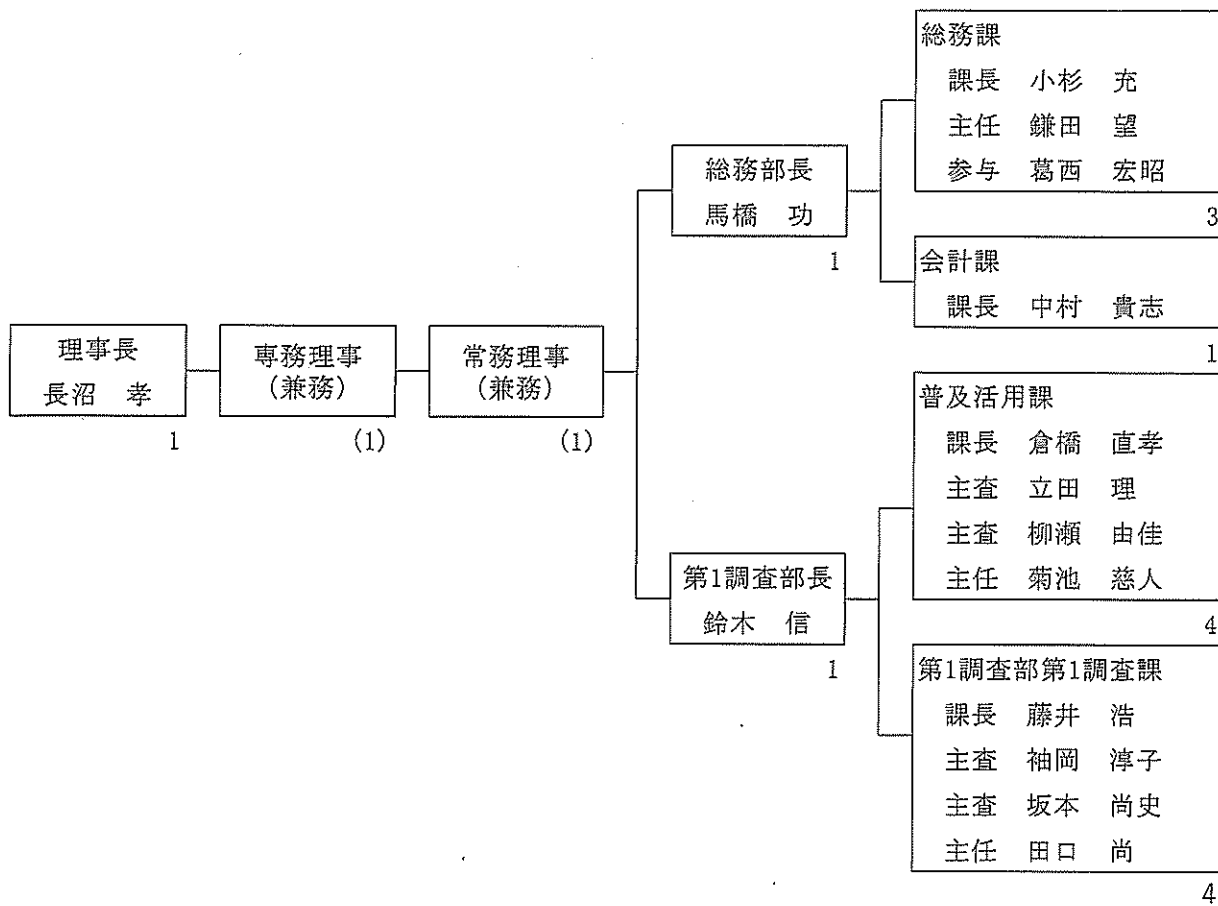 理事長
長沼 孝
1
専務理事
(兼務)
(1)
常務理事
(兼務)
(1)
総務部長
馬橋 功
1
総務課
課長 小杉 充
主任 鎌田 望
参与 葛西 宏昭
3
会計課
課長 中村 貴志
1
第1調査部長
鈴木 信
1
普及活用課
課長 倉橋 直孝
主査 立田 理
主査 柳瀬 由佳
主任 菊池 慈人
4
第1調査部第1調査課
課長 藤井 浩
主査 袖岡 淳子
主査 坂本 尚史
主任 田口 尚
4